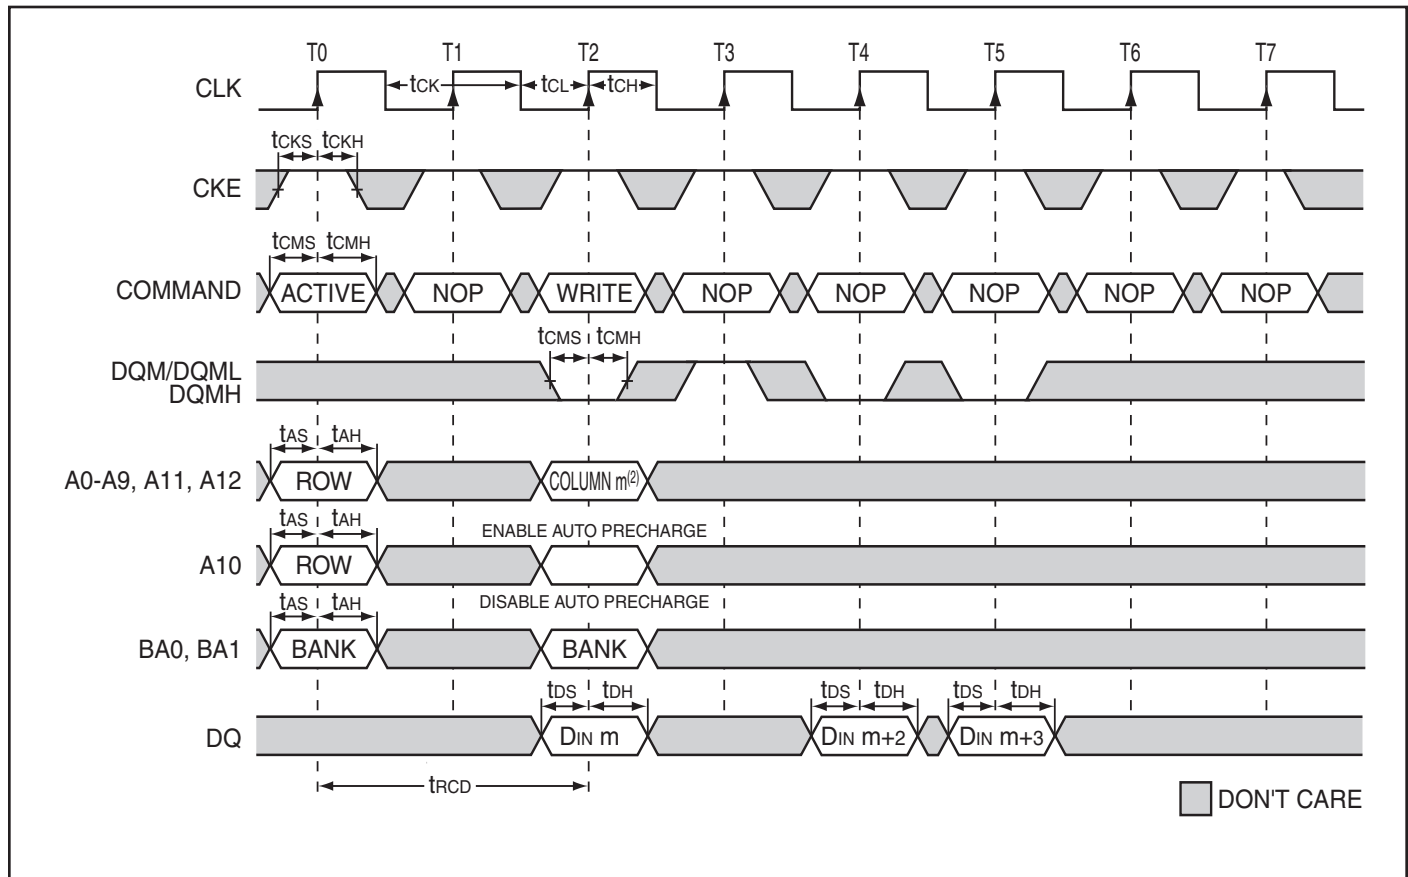 T0 T1 T2 T3 T4 T5 T6 T7
CLK tCK tCL tCH
tCKS tCKH
CKE
tCMS tCMH
COMMAND ACTIVE NOP WRITE NOP NOP NOP NOP NOP
tCMS tCMH
DQM/DQML
DQMH
tAS tAH
A0-A9, A11, A12 ROW COLUMN m(2)
tAS tAH ENABLE AUTO PRECHARGE
A10 ROW
tAS tAH DISABLE AUTO PRECHARGE
BA0, BA1 BANK BANK
tDS tDH tDS tDH tDS tDH
DQ DIN m DIN m+2 DIN m+3
tRCD
DON'T CARE